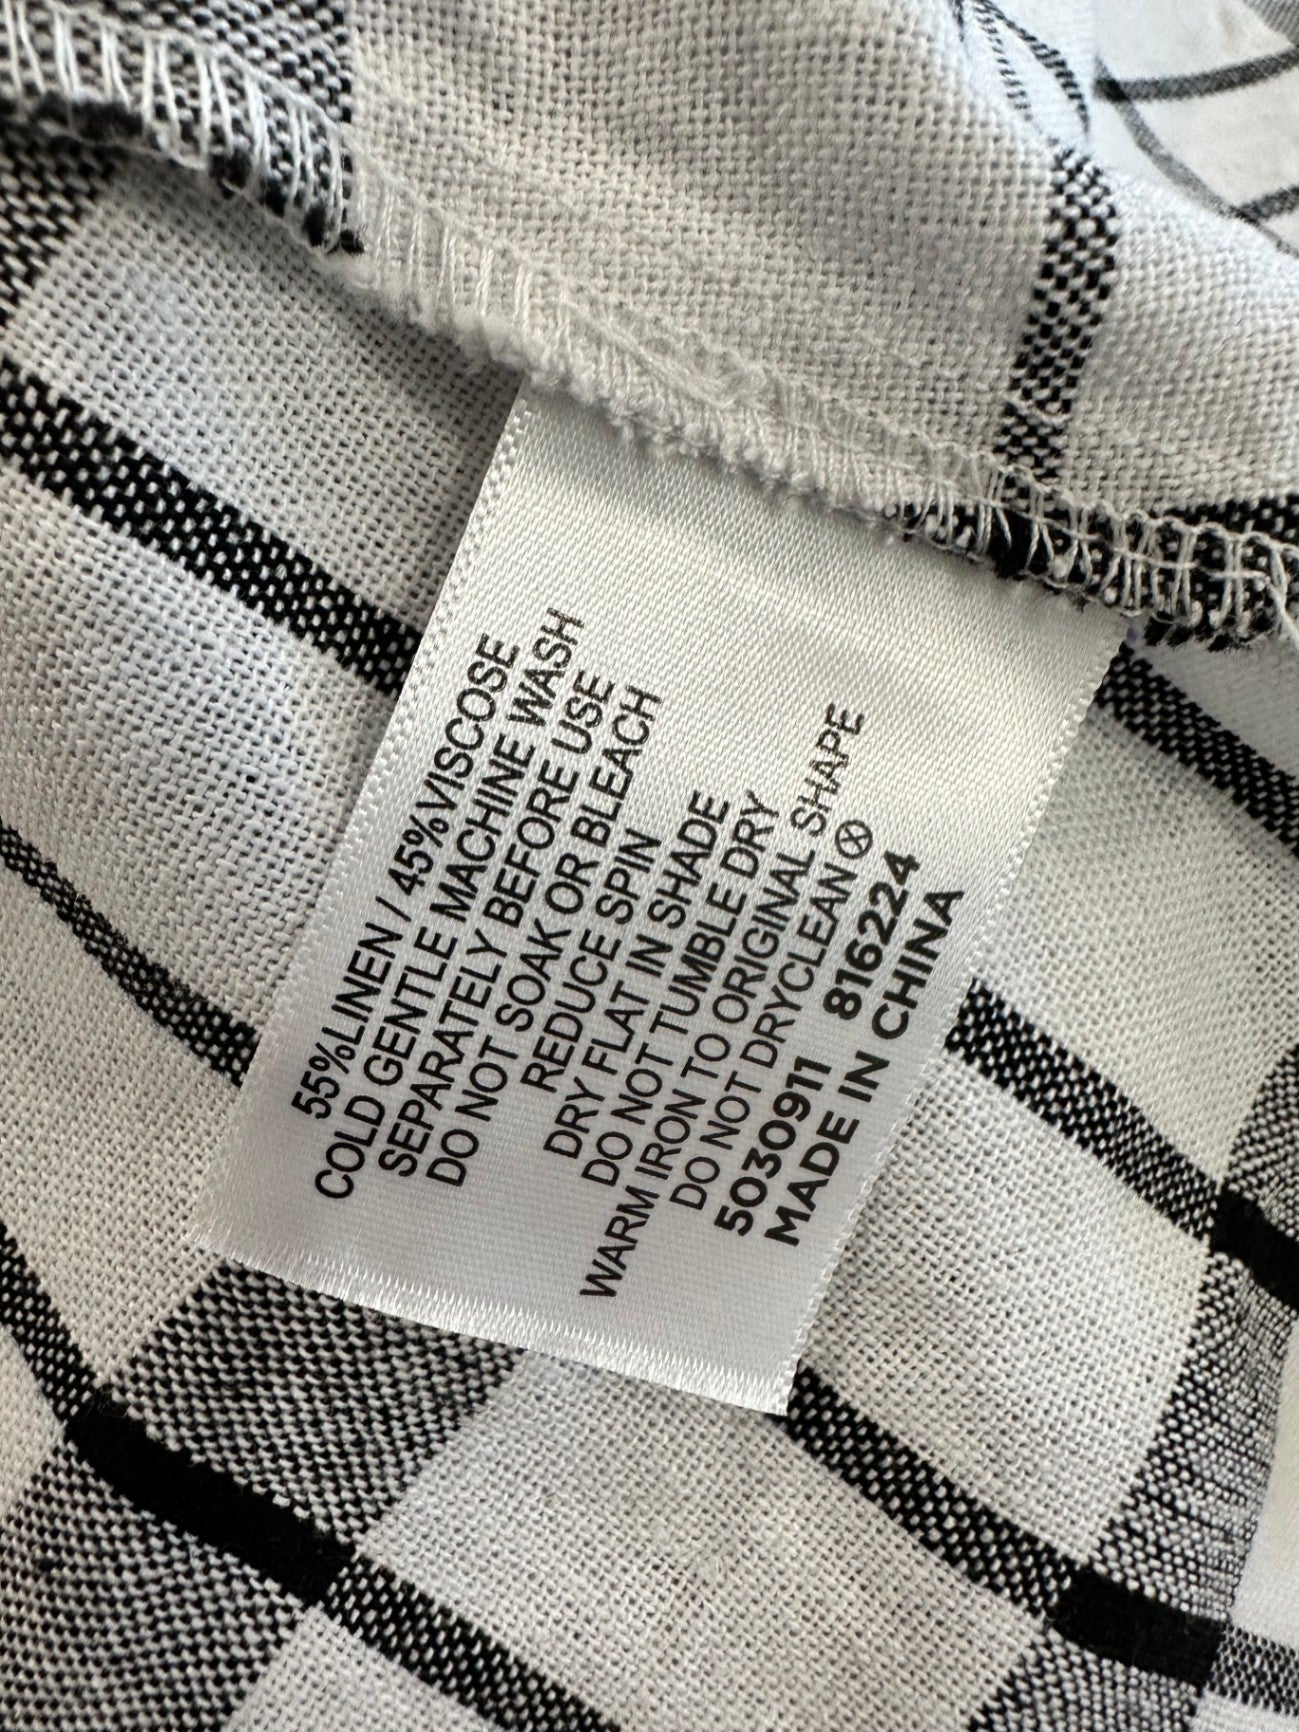 55%LINEN / 45%VISCOSE
COLD GENTLE MACHINE WASH
SEPARATELY BEFORE USE
DO NOT SOAK OR BLEACH
REDUCE SPIN
DRY FLAT IN SHADE
DO NOT TUMBLE DRY
WARM IRON TO ORIGINAL SHAPE
DO NOT DRYCLEAN
5030911 816224
MADE IN CHINA